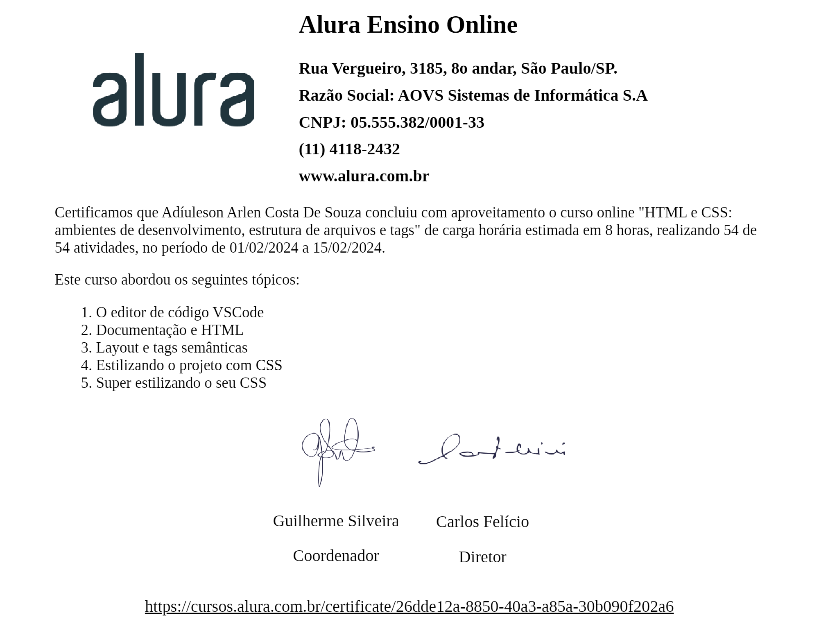 Alura Ensino Online
alura
Rua Vergueiro, 3185, 8o andar, São Paulo/SP.
Razão Social: AOVS Sistemas de Informática S.A
CNPJ: 05.555.382/0001-33
(11) 4118-2432
www.alura.com.br
Certificamos que Adíuleson Arlen Costa De Souza concluiu com aproveitamento o curso online "HTML e CSS:
ambientes de desenvolvimento, estrutura de arquivos e tags" de carga horária estimada em 8 horas, realizando 54 de
54 atividades, no período de 01/02/2024 a 15/02/2024.
Este curso abordou os seguintes tópicos:
1. O editor de código VSCode
2. Documentação e HTML
3. Layout e tags semânticas
4. Estilizando o projeto com CSS
5. Super estilizando o seu CSS
Guilherme Silveira Carlos Felício
Coordenador Diretor
https://cursos.alura.com.br/certificate/26dde12a-8850-40a3-a85a-30b090f202a6